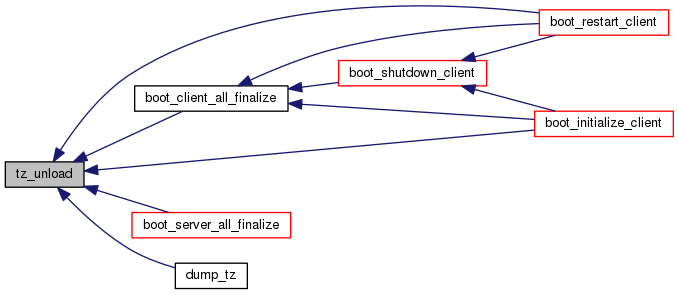 boot_restart_client
boot_shutdown_client
boot_client_all_finalize
boot_initialize_client
tz_unload
boot_server_all_finalize
dump_tz